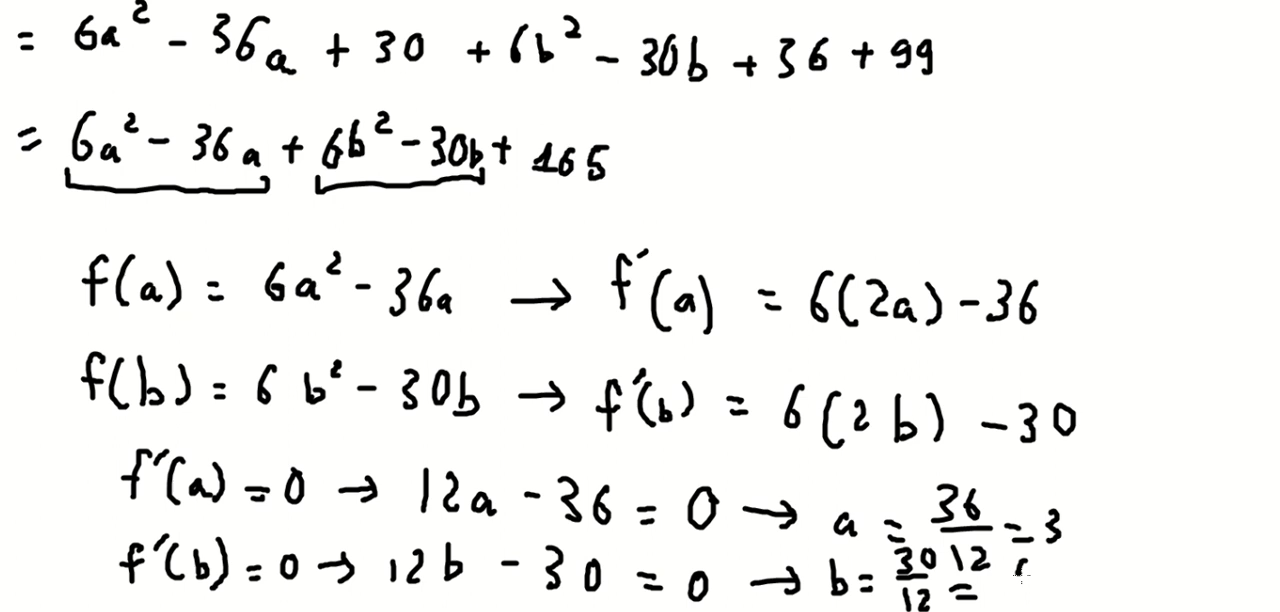 = 6a² - 36a + 30 + 6b² - 30b + 36 + 99
= 6a² - 36a + 6b² - 30b + 165
f(a) = 6a² - 36a → f'(a) = 6(2a) - 36
f(b) = 6b² - 30b → f'(b) = 6(2b) - 30
f'(a) = 0 → 12a - 36 = 0 → a = 36/12 = 3
f'(b) = 0 → 12b - 30 = 0 → b = 30/12 =